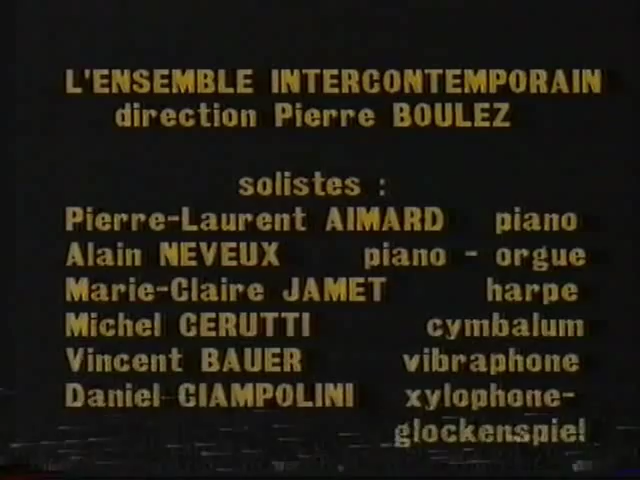 L'ENSEMBLE INTERCONTEMPORAIN
direction Pierre BOULEZ
solistes :
Pierre-Laurent AIMARD piano
Alain NEVEUX piano - orgue
Marie-Claire JAMET harpe
Michel CERUTTI cymbalum
Vincent BAUER vibraphone
Daniel CIAMPOLINI xylophone-
glockenspiel